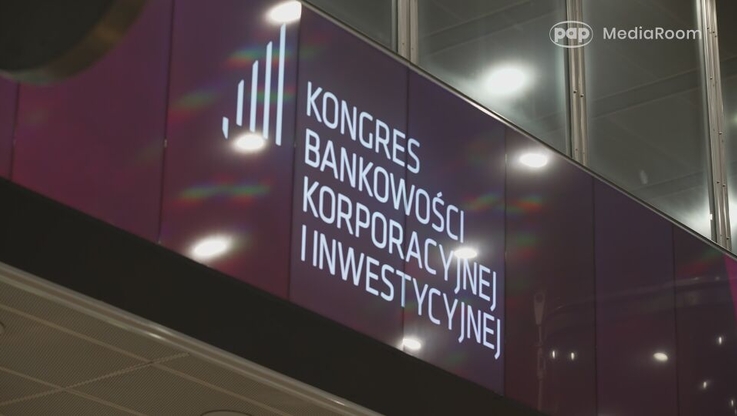 pap MediaRoom
KONGRES
BANKOWOŚCI
KORPORACYJNEJ
I INWESTYCYJNEJ